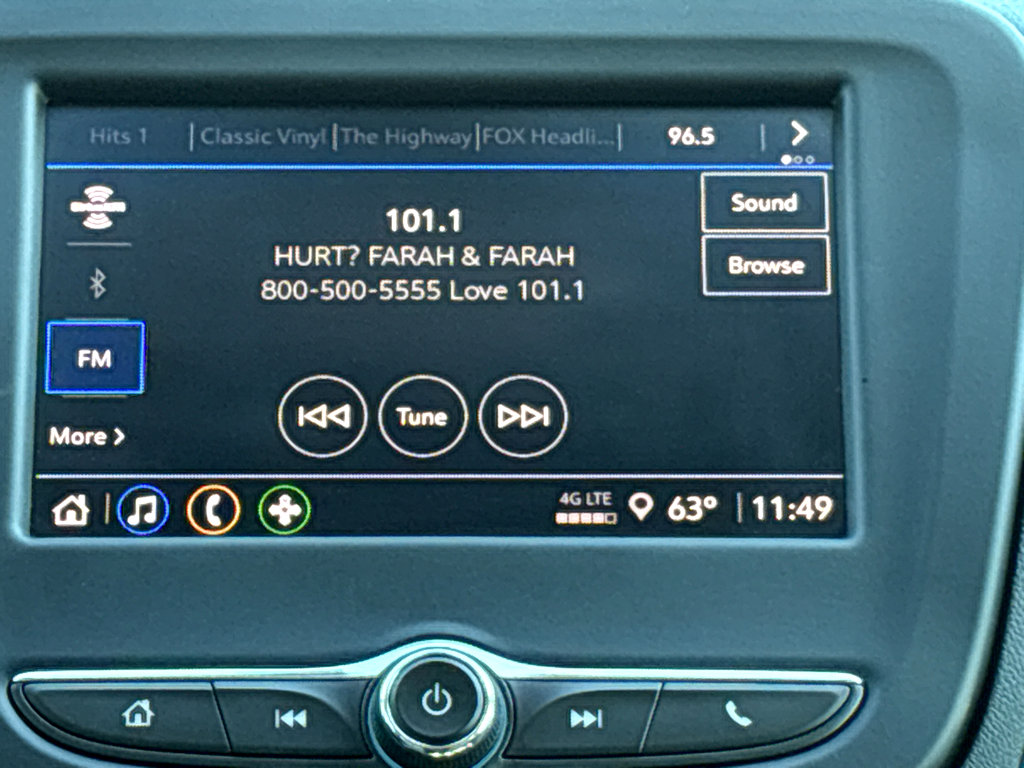 Hits 1 Classic Vinyl The Highway FOX Headli... 96.5
Sound
101.1
HURT? FARAH & FARAH
Browse
800-500-5555 Love 101.1
FM
Tune
More
4G LTE 63° 11:49